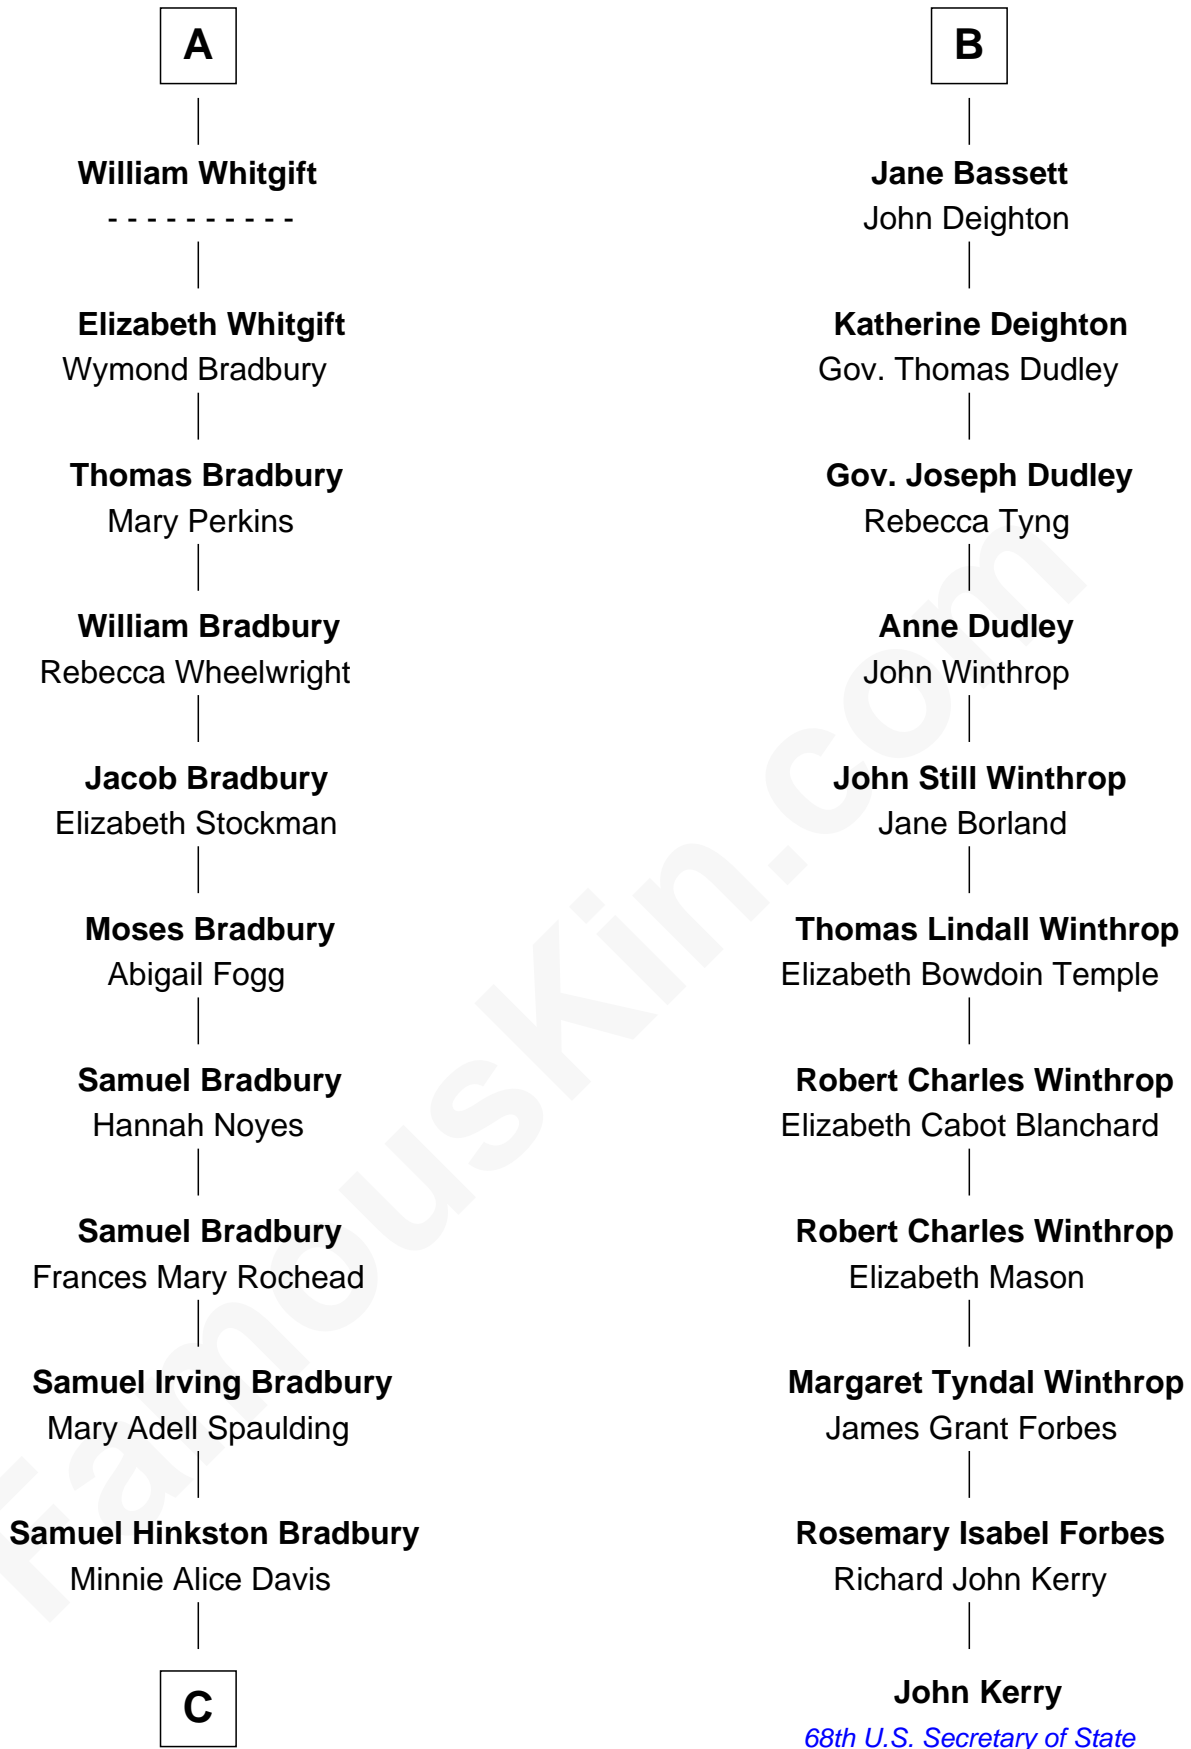 A
William Whitgift
- - - - - - - - - -
Elizabeth Whitgift
Wymond Bradbury
Thomas Bradbury
Mary Perkins
William Bradbury
Rebecca Wheelwright
Jacob Bradbury
Elizabeth Stockman
Moses Bradbury
Abigail Fogg
Samuel Bradbury
Hannah Noyes
Samuel Bradbury
Frances Mary Rochead
Samuel Irving Bradbury
Mary Adell Spaulding
Samuel Hinkston Bradbury
Minnie Alice Davis
C
B
Jane Bassett
John Deighton
Katherine Deighton
Gov. Thomas Dudley
Gov. Joseph Dudley
Rebecca Tyng
Anne Dudley
John Winthrop
John Still Winthrop
Jane Borland
Thomas Lindall Winthrop
Elizabeth Bowdoin Temple
Robert Charles Winthrop
Elizabeth Cabot Blanchard
Robert Charles Winthrop
Elizabeth Mason
Margaret Tyndal Winthrop
James Grant Forbes
Rosemary Isabel Forbes
Richard John Kerry
John Kerry
68th U.S. Secretary of State
FamousKin.com